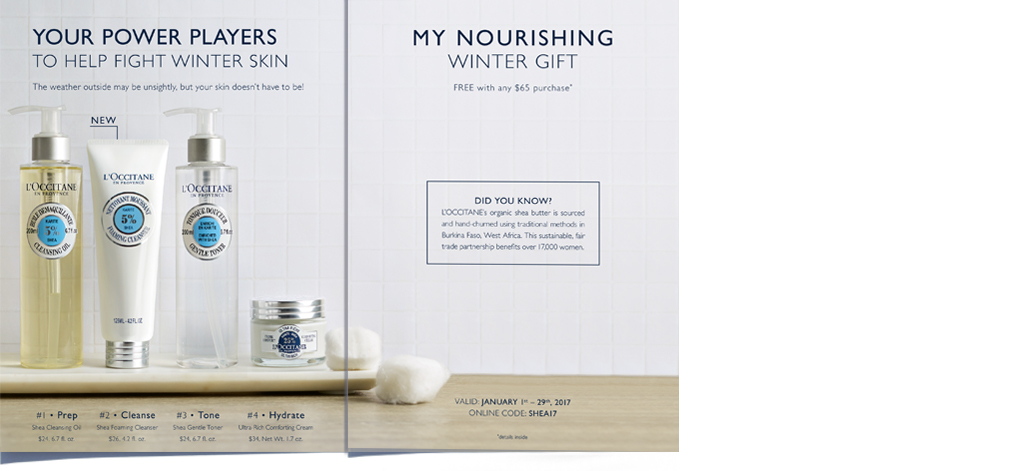 YOUR POWER PLAYERS
TO HELP FIGHT WINTER SKIN
The weather outside may be unsightly, but your skin doesn't have to be!
NEW
L'OCCITANE
EN PROVENCE
HUILE DÉMAQUILLANTE
KARITÉ
5%
SHEA
CLEANSING OIL
L'OCCITANE
EN PROVENCE
NETTOYANT MOUSSANT
KARITÉ
5%
SHEA
FOAMING CLEANSER
L'OCCITANE
EN PROVENCE
TONIQUE DOUCEUR
GENTLE TONER
L'OCCITANE
#1 • Prep
Shea Cleansing Oil
$24, 6.7 fl. oz.
#2 • Cleanse
Shea Foaming Cleanser
$26, 4.2 fl. oz.
#3 • Tone
Shea Gentle Toner
$24, 6.7 fl. oz.
#4 • Hydrate
Ultra Rich Comforting Cream
$34, Net Wt. 1.7 oz.
MY NOURISHING
WINTER GIFT
FREE with any $65 purchase*
DID YOU KNOW?
L'OCCITANE's organic shea butter is sourced
and hand-churned using traditional methods in
Burkina Faso, West Africa. This sustainable, fair
trade partnership benefits over 17,000 women.
VALID: JANUARY 1st – 29th, 2017
ONLINE CODE: SHEA17
*details inside